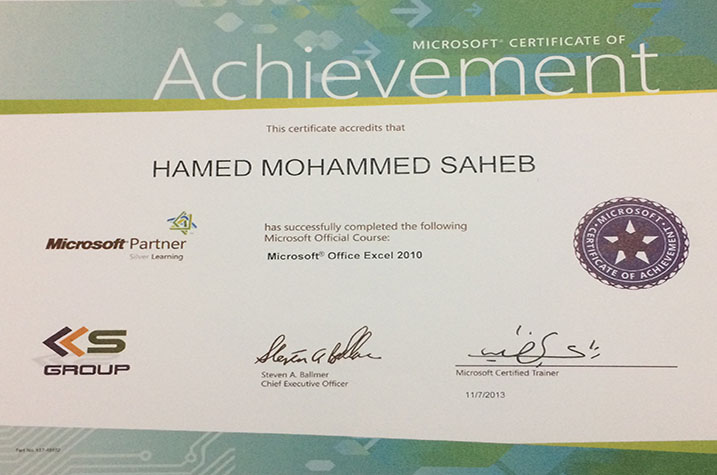 MICROSOFT® CERTIFICATE OF
Achievement
This certificate accredits that
HAMED MOHAMMED SAHEB
Microsoft Partner
Silver Learning
has successfully completed the following
Microsoft Official Course:
Microsoft® Office Excel 2010
MICROSOFT
CERTIFICATE OF ACHIEVEMENT
KS
GROUP
Steven A Ballmer
Steven A. Ballmer
Chief Executive Officer
Microsoft Certified Trainer
11/7/2013
Part No.